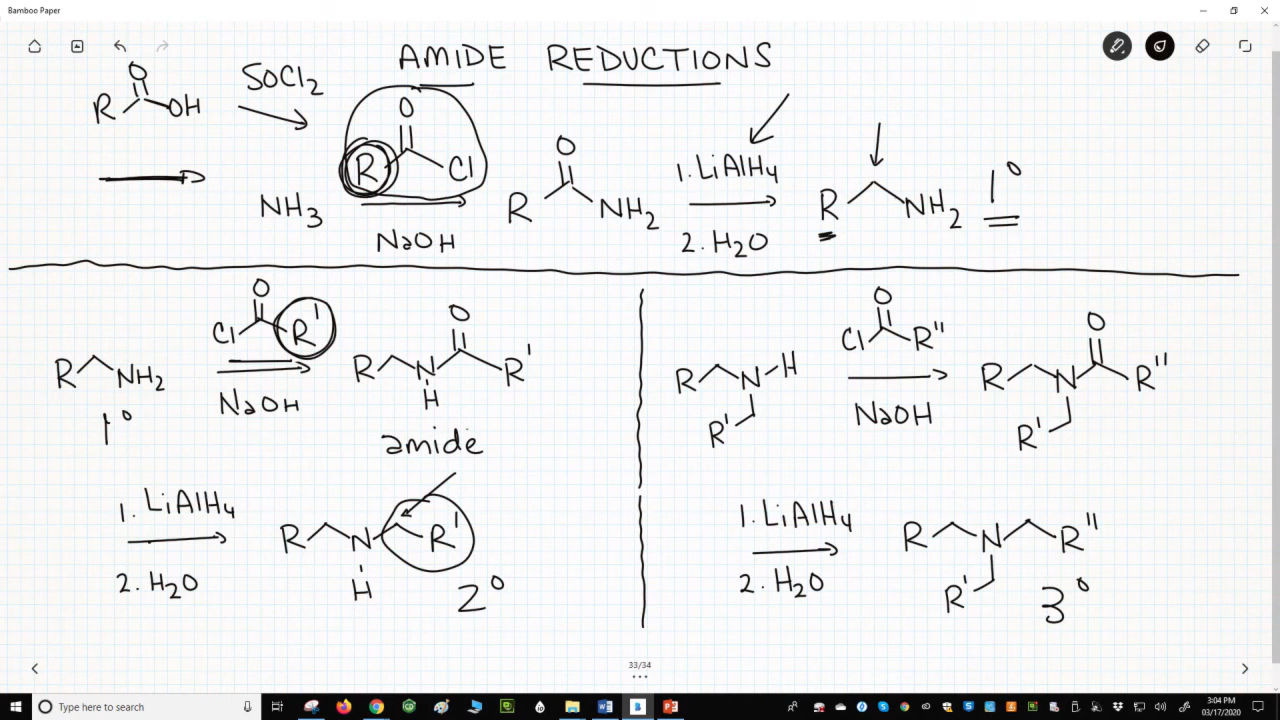 Bamboo Paper
AMIDE REDUCTIONS
O
R OH
SOCl2
O
R Cl
NH3
NaOH
O
R NH2
1. LiAlH4
2. H2O
R NH2
1°
R NH2
1°
O
Cl R'
NaOH
O
R N R'
H
amide
1. LiAlH4
2. H2O
R N R'
H
2°
R N-H
R'
O
Cl R"
NaOH
O
R N R"
R'
1. LiAlH4
2. H2O
R N R"
R'
3°
33/34
Type here to search
3:04 PM
03/17/2020